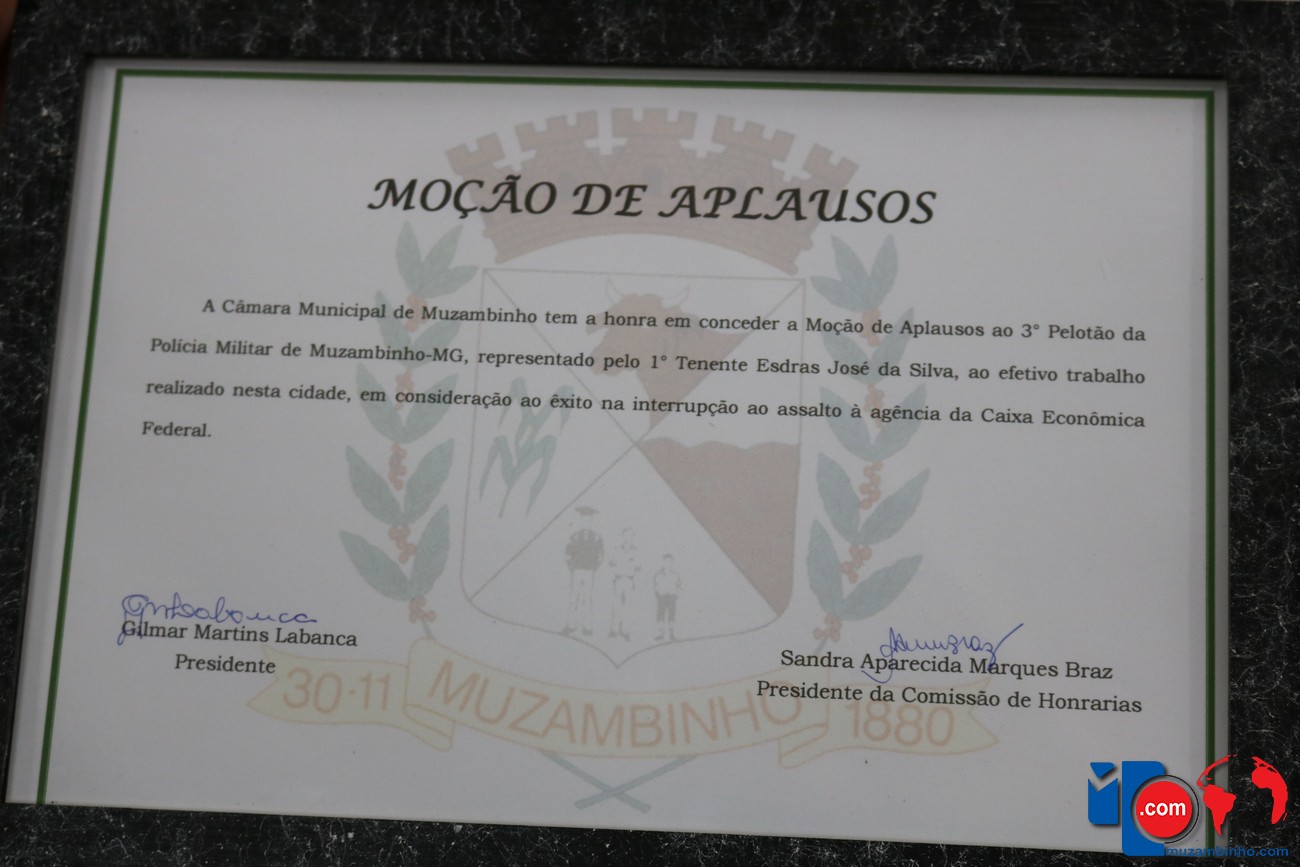 MOÇÃO DE APLAUSOS
A Câmara Municipal de Muzambinho tem a honra em conceder a Moção de Aplausos ao 3° Pelotão da
Polícia Militar de Muzambinho-MG, representado pelo 1° Tenente Esdras José da Silva, ao efetivo trabalho
realizado nesta cidade, em consideração ao êxito na interrupção ao assalto à agência da Caixa Econômica
Federal.
Gilmar Martins Labanca
Presidente
Sandra Aparecida Marques Braz
Presidente da Comissão de Honrarias
30·11 MUZAMBINHO 1880
.com
muzambinho.com